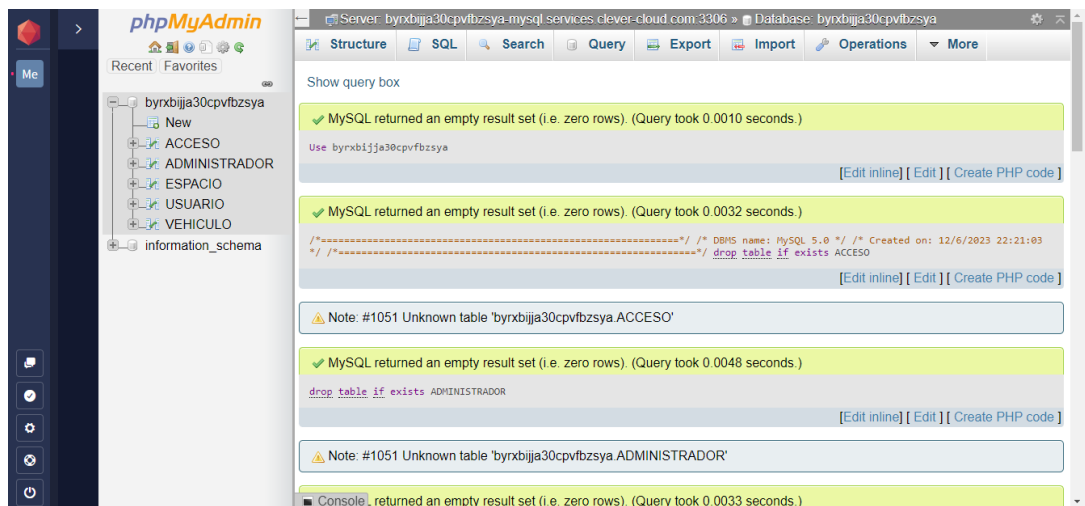 Me
phpMyAdmin
Recent Favorites
byrxbijja30cpvfbzsya
New
ACCESO
ADMINISTRADOR
ESPACIO
USUARIO
VEHICULO
information_schema
Server: byrxbijja30cpvfbzsya-mysql.services.clever-cloud.com:3306 » Database: byrxbijja30cpvfbzsya
Structure SQL Search Query Export Import Operations More
Show query box
MySQL returned an empty result set (i.e. zero rows). (Query took 0.0010 seconds.)
Use byrxbijja30cpvfbzsya
[Edit inline] [ Edit ] [ Create PHP code ]
MySQL returned an empty result set (i.e. zero rows). (Query took 0.0032 seconds.)
/*==============================================================*/ /* DBMS name: MySQL 5.0 */ /* Created on: 12/6/2023 22:21:03
*/ /*==============================================================*/ drop table if exists ACCESO
[Edit inline] [ Edit ] [ Create PHP code ]
Note: #1051 Unknown table 'byrxbijja30cpvfbzsya.ACCESO'
MySQL returned an empty result set (i.e. zero rows). (Query took 0.0048 seconds.)
drop table if exists ADMINISTRADOR
[Edit inline] [ Edit ] [ Create PHP code ]
Note: #1051 Unknown table 'byrxbijja30cpvfbzsya.ADMINISTRADOR'
Console returned an empty result set (i.e. zero rows). (Query took 0.0033 seconds.)